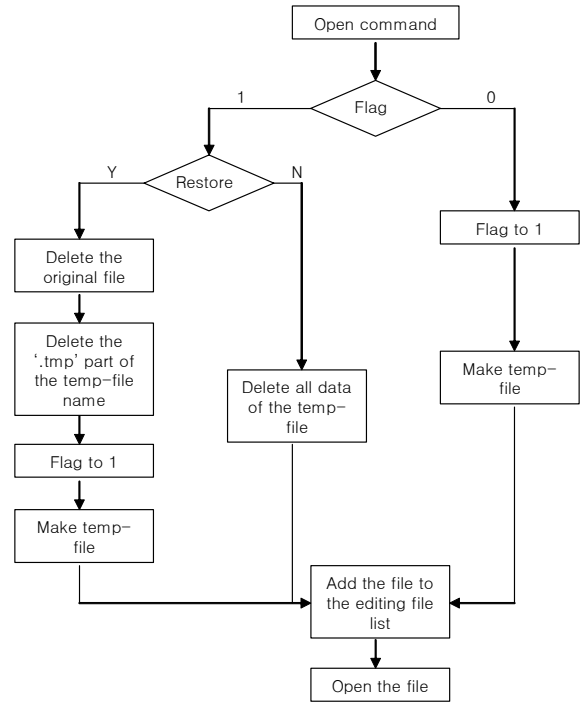 Open command
Flag
1
0
Restore
Y
N
Flag to 1
Delete the
original file
Delete the
‘.tmp’ part of
the temp-file
name
Delete all data
of the temp-
file
Make temp-
file
Flag to 1
Make temp-
file
Add the file to
the editing file
list
Open the file